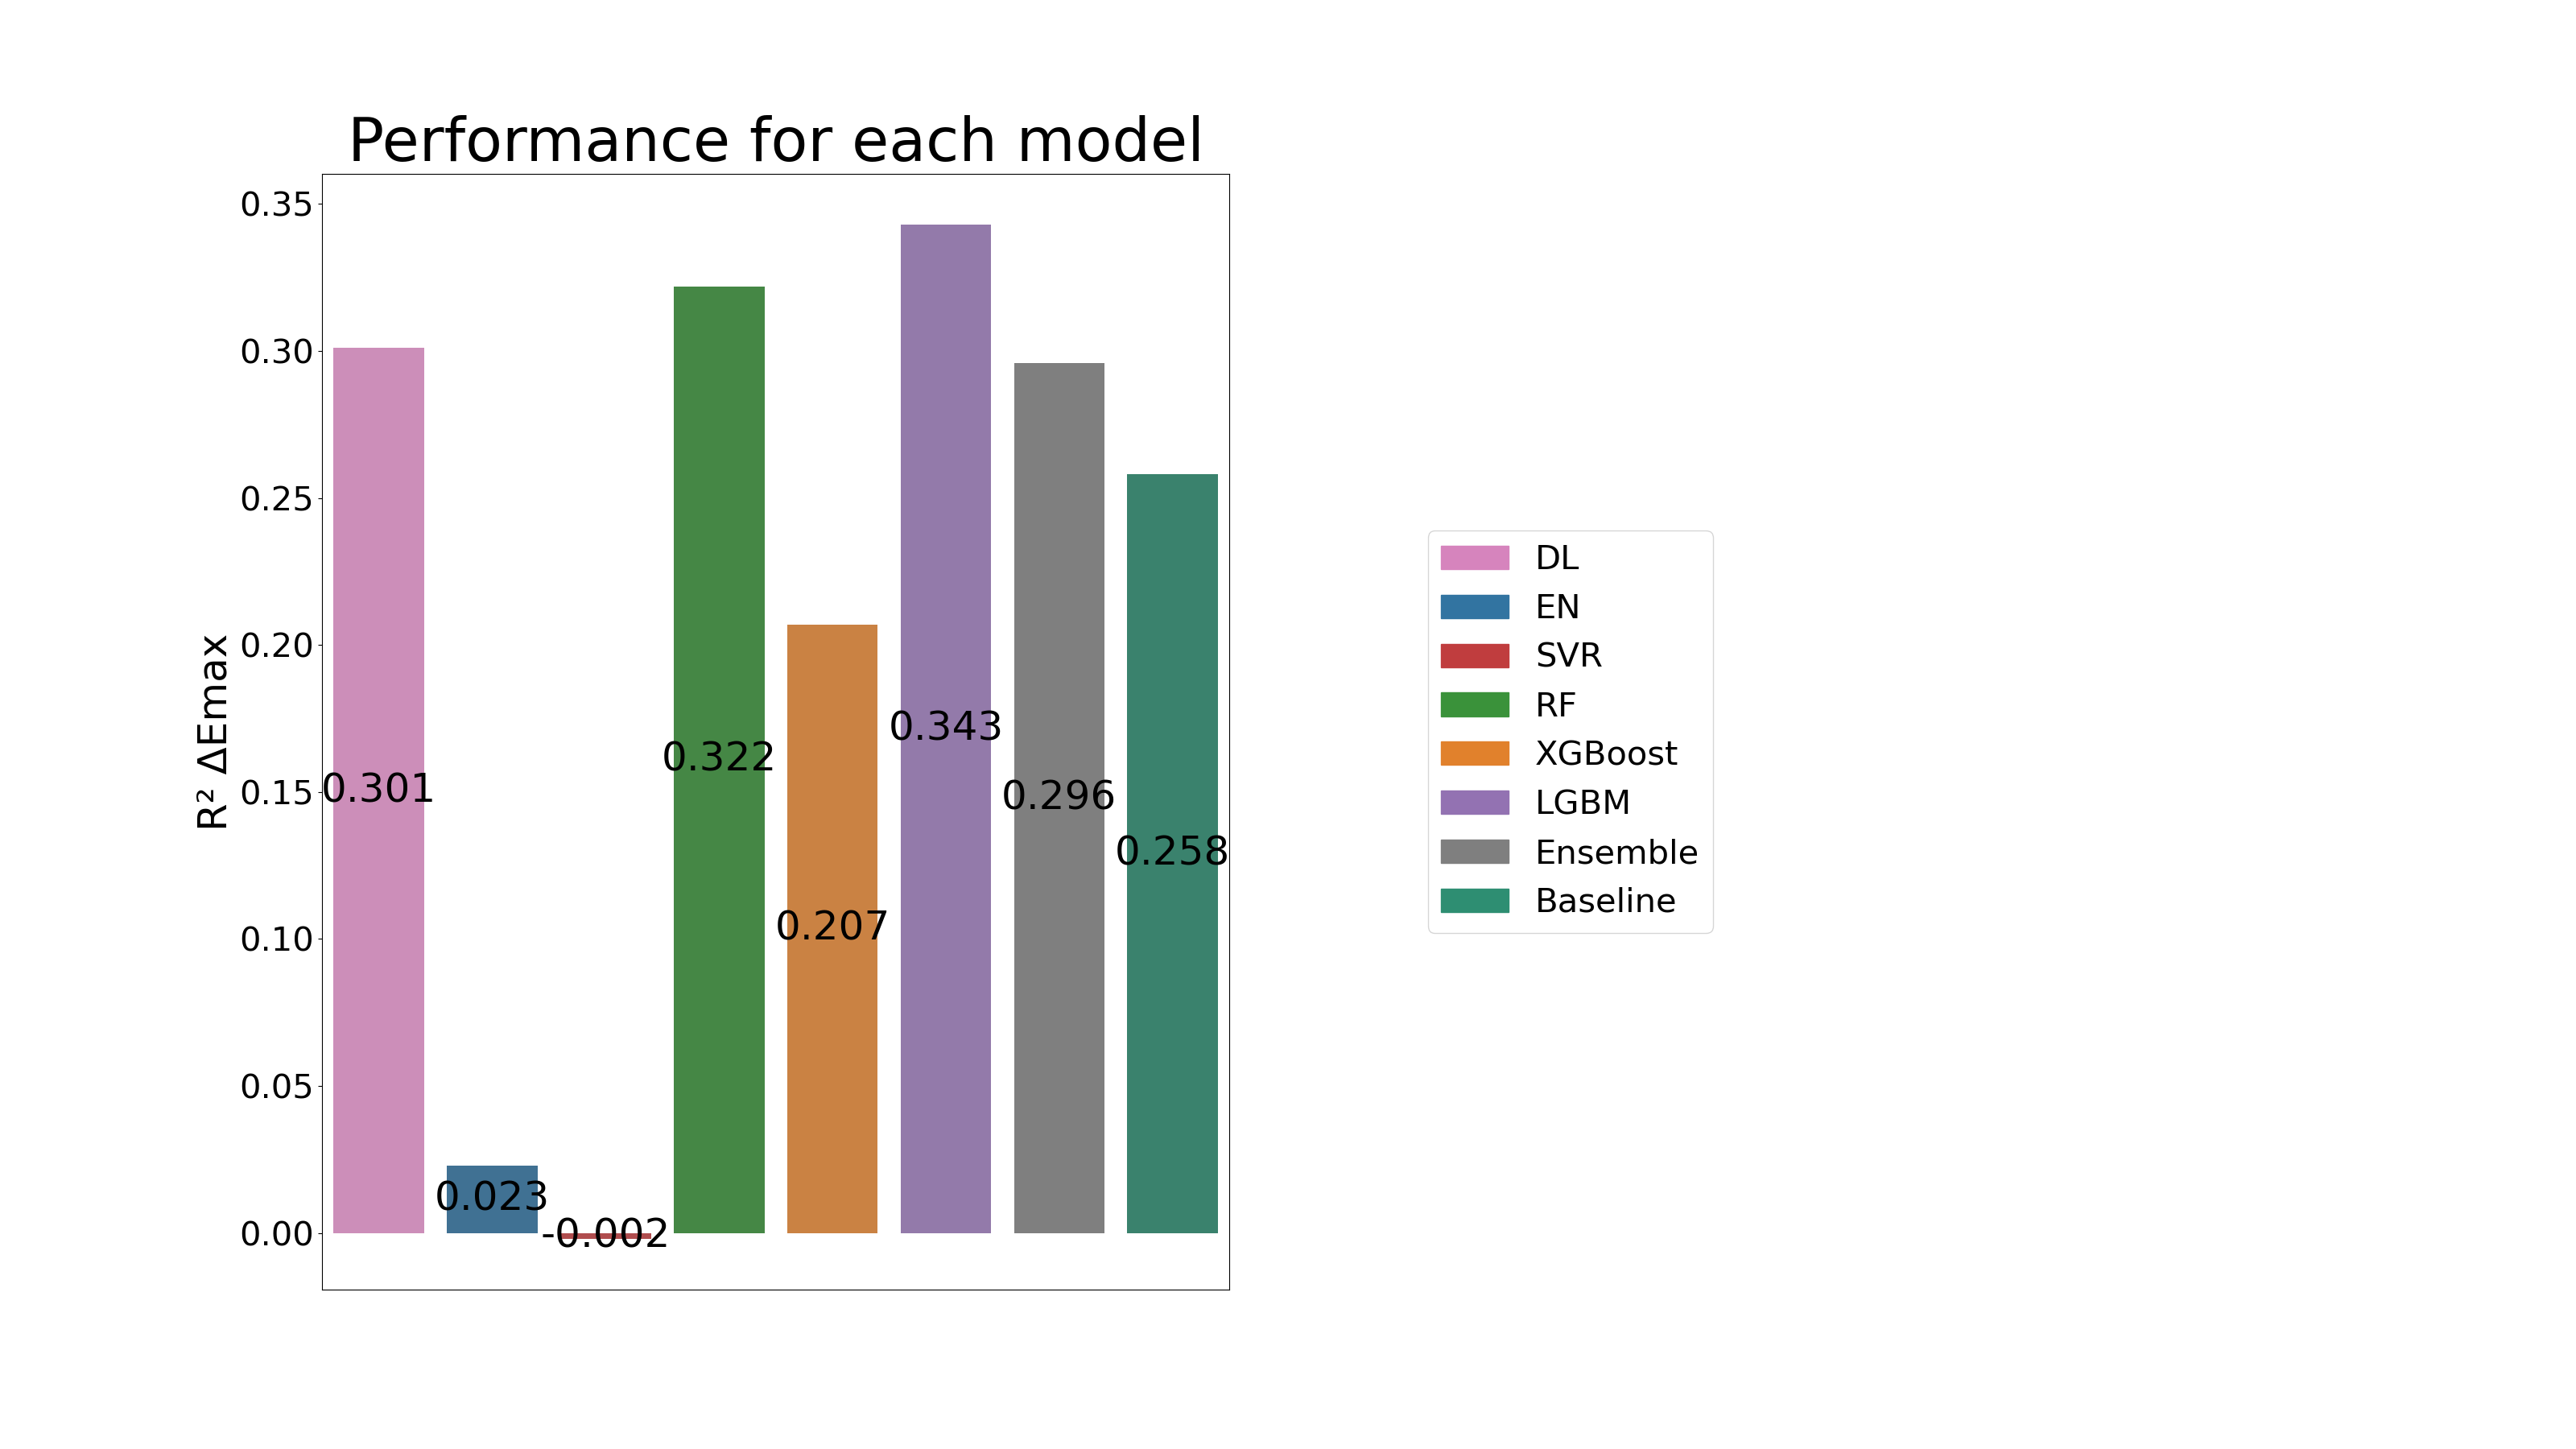 Performance for each model
R² ΔEmax
0.35
0.30
0.25
0.20
0.15
0.10
0.05
0.00
0.301
0.023
-0.002
0.322
0.207
0.343
0.296
0.258
DL
EN
SVR
RF
XGBoost
LGBM
Ensemble
Baseline